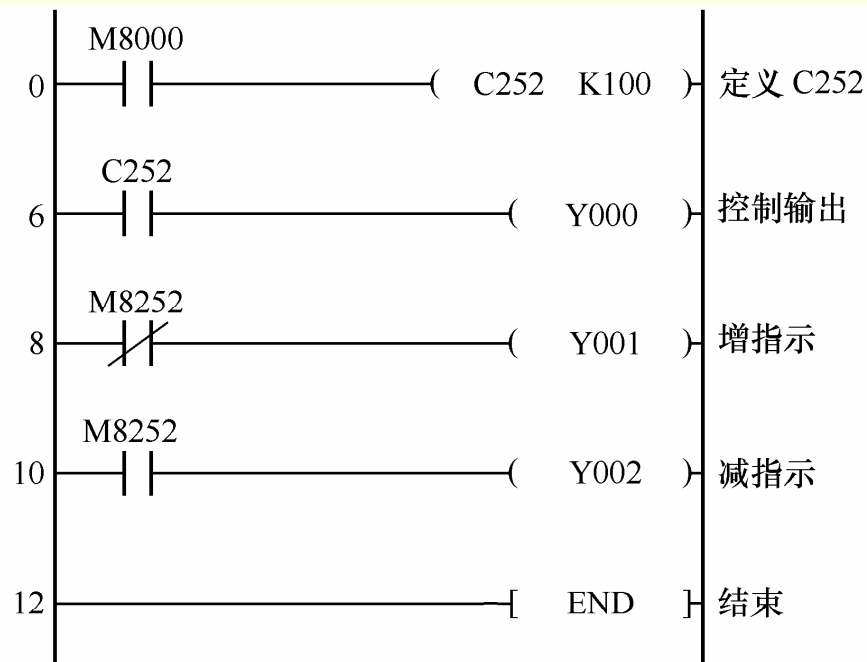 M8000
0 ( C252 K100 ) 定义 C252
C252
6 ( Y000 ) 控制输出
M8252
8 ( Y001 ) 增指示
M8252
10 ( Y002 ) 减指示
12 [ END ] 结束